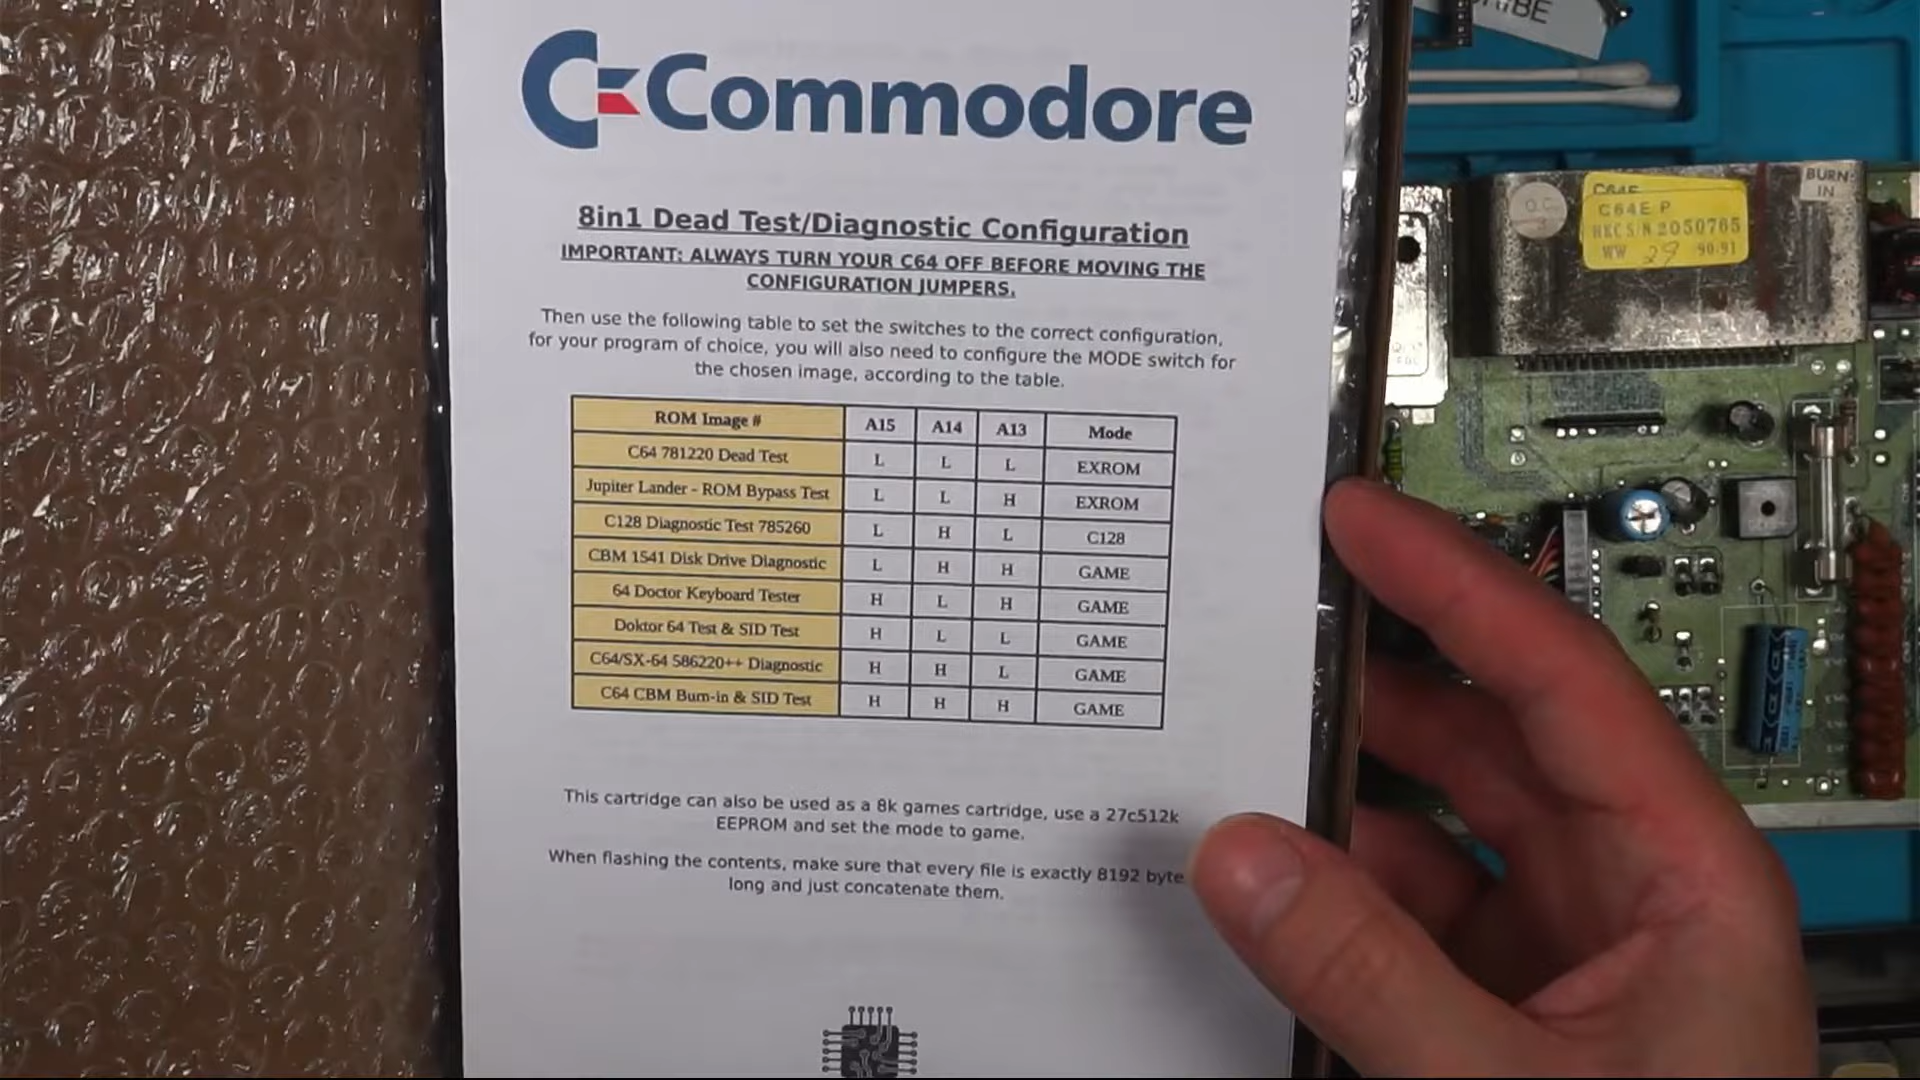 RIBE
Commodore
8in1 Dead Test/Diagnostic Configuration
IMPORTANT: ALWAYS TURN YOUR C64 OFF BEFORE MOVING THE
CONFIGURATION JUMPERS.
Then use the following table to set the switches to the correct configuration,
for your program of choice, you will also need to configure the MODE switch for
the chosen image, according to the table.
ROM Image # A15 A14 A13 Mode
C64 781220 Dead Test L L L EXROM
Jupiter Lander - ROM Bypass Test L L H EXROM
C128 Diagnostic Test 785260 L H L C128
CBM 1541 Disk Drive Diagnostic L H H GAME
64 Doctor Keyboard Tester H L H GAME
Doktor 64 Test & SID Test H L L GAME
C64/SX-64 586220++ Diagnostic H H L GAME
C64 CBM Burn-in & SID Test H H H GAME
This cartridge can also be used as a 8k games cartridge, use a 27c512k
EEPROM and set the mode to game.
When flashing the contents, make sure that every file is exactly 8192 byte
long and just concatenate them.
O.C
BURN-
IN
C64E P
HKC S/N 2050765
WW 29 90.91